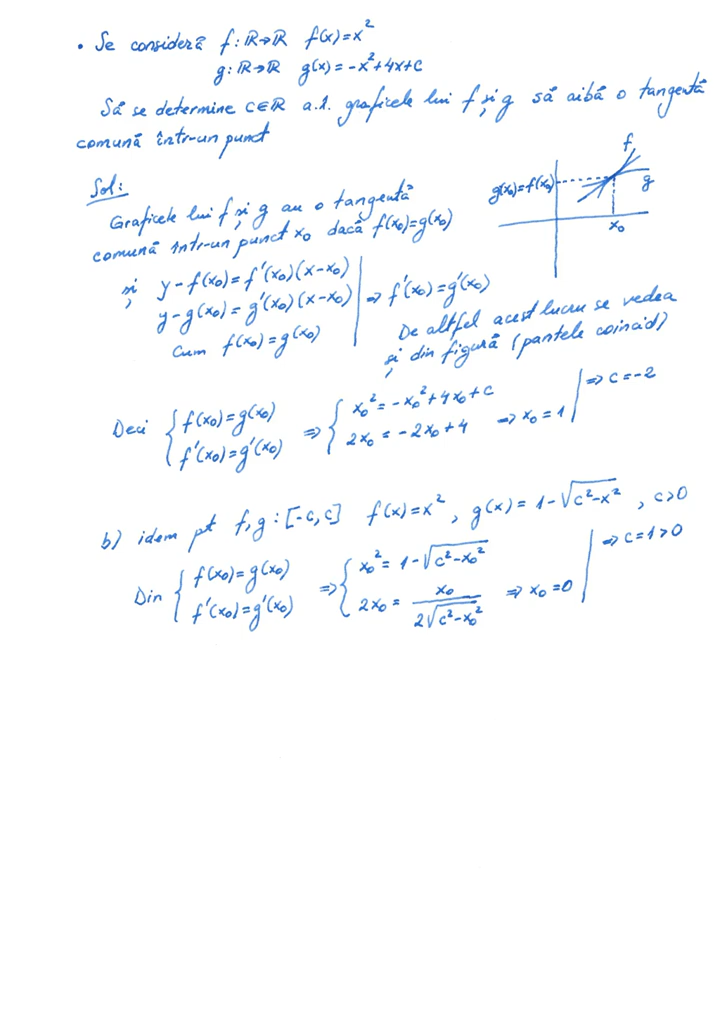 • Se consideră f: ℝ→ℝ f(x)=x²
g: ℝ→ℝ g(x)=-x²+4x+c
Să se determine c∈ℝ a.î. graficele lui f și g să aibă o tangentă
comună într-un punct
Sol:
Graficele lui f și g au o tangentă
comună într-un punct x₀ dacă f(x₀)=g(x₀)
f
g(x₀)=f(x₀)
g
x₀
și y-f(x₀)=f'(x₀)(x-x₀)
y-g(x₀)=g'(x₀)(x-x₀) | ⇒ f'(x₀)=g'(x₀)
Cum f(x₀)=g(x₀)
De altfel acest lucru se vedea
și din figură (pantele coincid)
Deci { f(x₀)=g(x₀) ⇒ { x₀²=-x₀²+4x₀+c | ⇒ c=-2
f'(x₀)=g'(x₀) 2x₀=-2x₀+4 ⇒ x₀=1
b) idem pt f,g: [-c,c] f(x)=x², g(x)=1-√(c²-x²), c>0
Din { f(x₀)=g(x₀) ⇒ { x₀²=1-√(c²-x₀²) | ⇒ c=1>0
f'(x₀)=g'(x₀) 2x₀= x₀/(2√(c²-x₀²)) ⇒ x₀=0